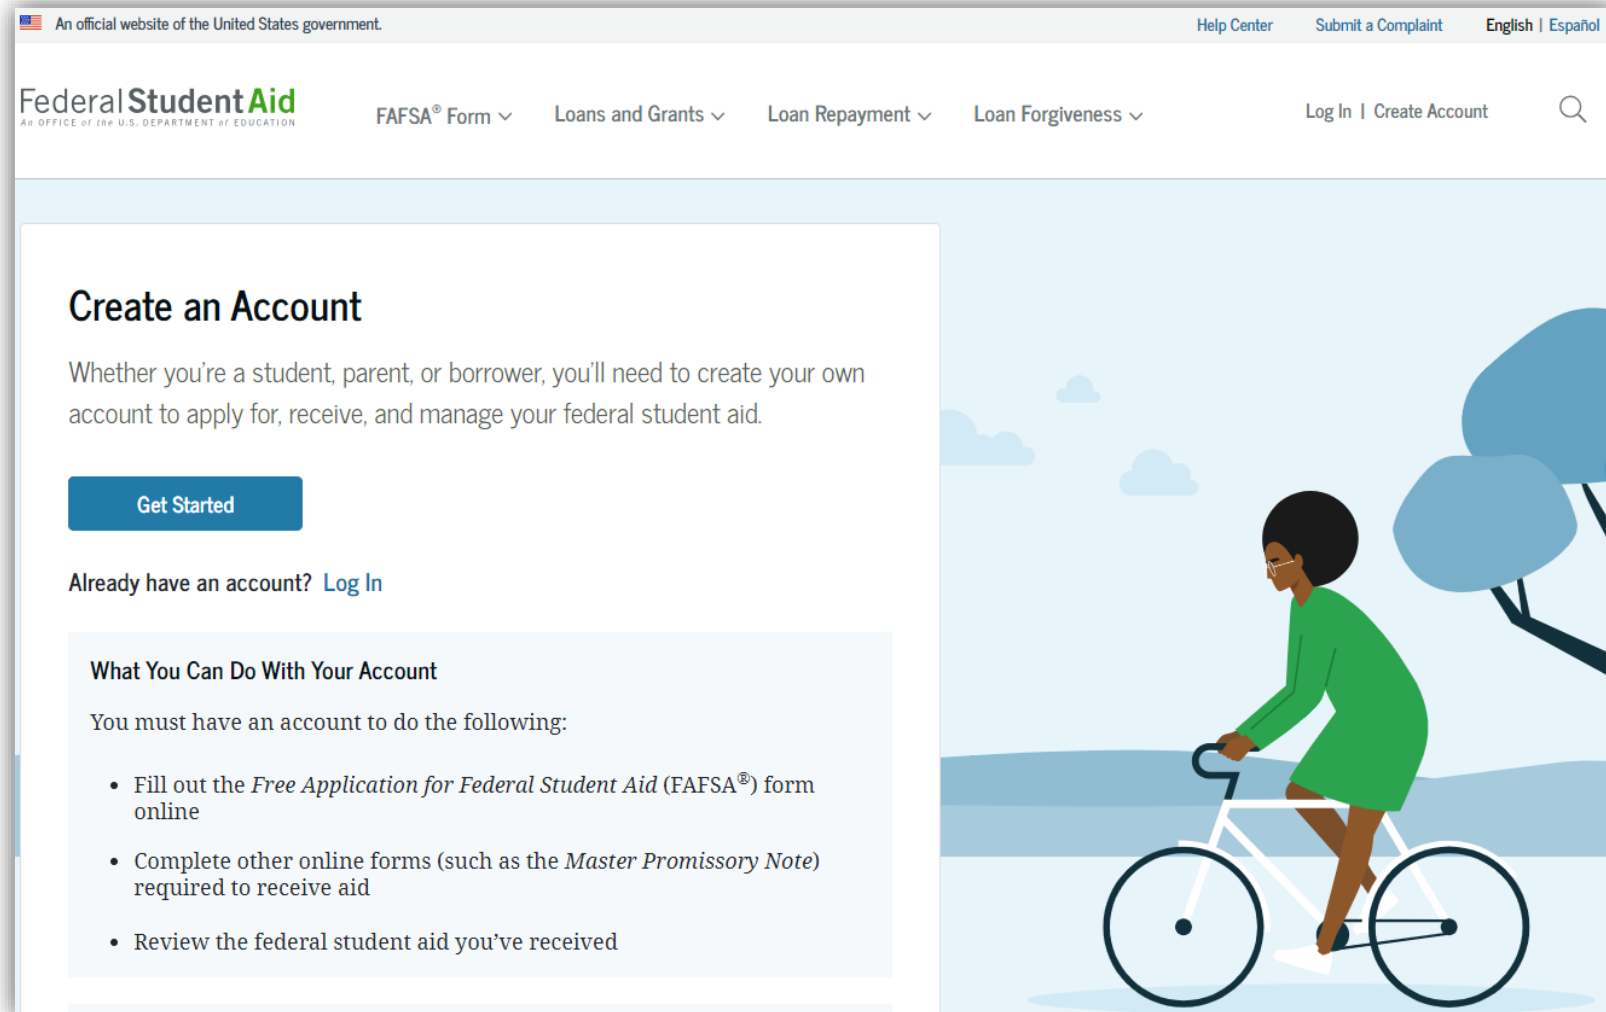 An official website of the United States government.
Help Center Submit a Complaint English | Español
Federal Student Aid
An OFFICE of the U.S. DEPARTMENT of EDUCATION
FAFSA® Form Loans and Grants Loan Repayment Loan Forgiveness
Log In | Create Account
Create an Account
Whether you're a student, parent, or borrower, you'll need to create your own
account to apply for, receive, and manage your federal student aid.
Get Started
Already have an account? Log In
What You Can Do With Your Account
You must have an account to do the following:
• Fill out the Free Application for Federal Student Aid (FAFSA®) form
online
• Complete other online forms (such as the Master Promissory Note)
required to receive aid
• Review the federal student aid you’ve received